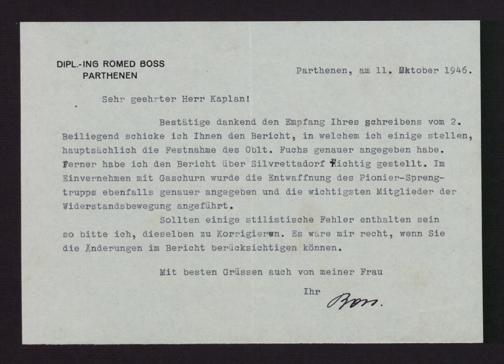 DIPL.-ING ROMED BOSS
PARTHENEN
Parthenen, am 11. Oktober 1946.
Sehr geehrter Herr Kaplan!
Bestätige dankend den Empfang Ihres schreibens vom 2.
Beiliegend schicke ich Ihnen den Bericht, in welchem ich einige stellen,
hauptsächlich die Festnahme des Oblt. Fuchs genauer angegeben habe.
Ferner habe ich den Bericht über Silvrettadorf Richtig gestellt. Im
Einvernehmen mit Gaschurn wurde die Entwaffnung des Pionier-Spreng-
trupps ebenfalls genauer angegeben und die wichtigsten Mitglieder der
Widerstandsbewegung angeführt.
Sollten einige stilistische Fehler enthalten sein
so bitte ich, dieselben zu Korrigieren. Es wäre mir recht, wenn Sie
die Änderungen im Bericht berücksichtigen können.
Mit besten Grüssen auch von meiner Frau
Ihr
Boss.